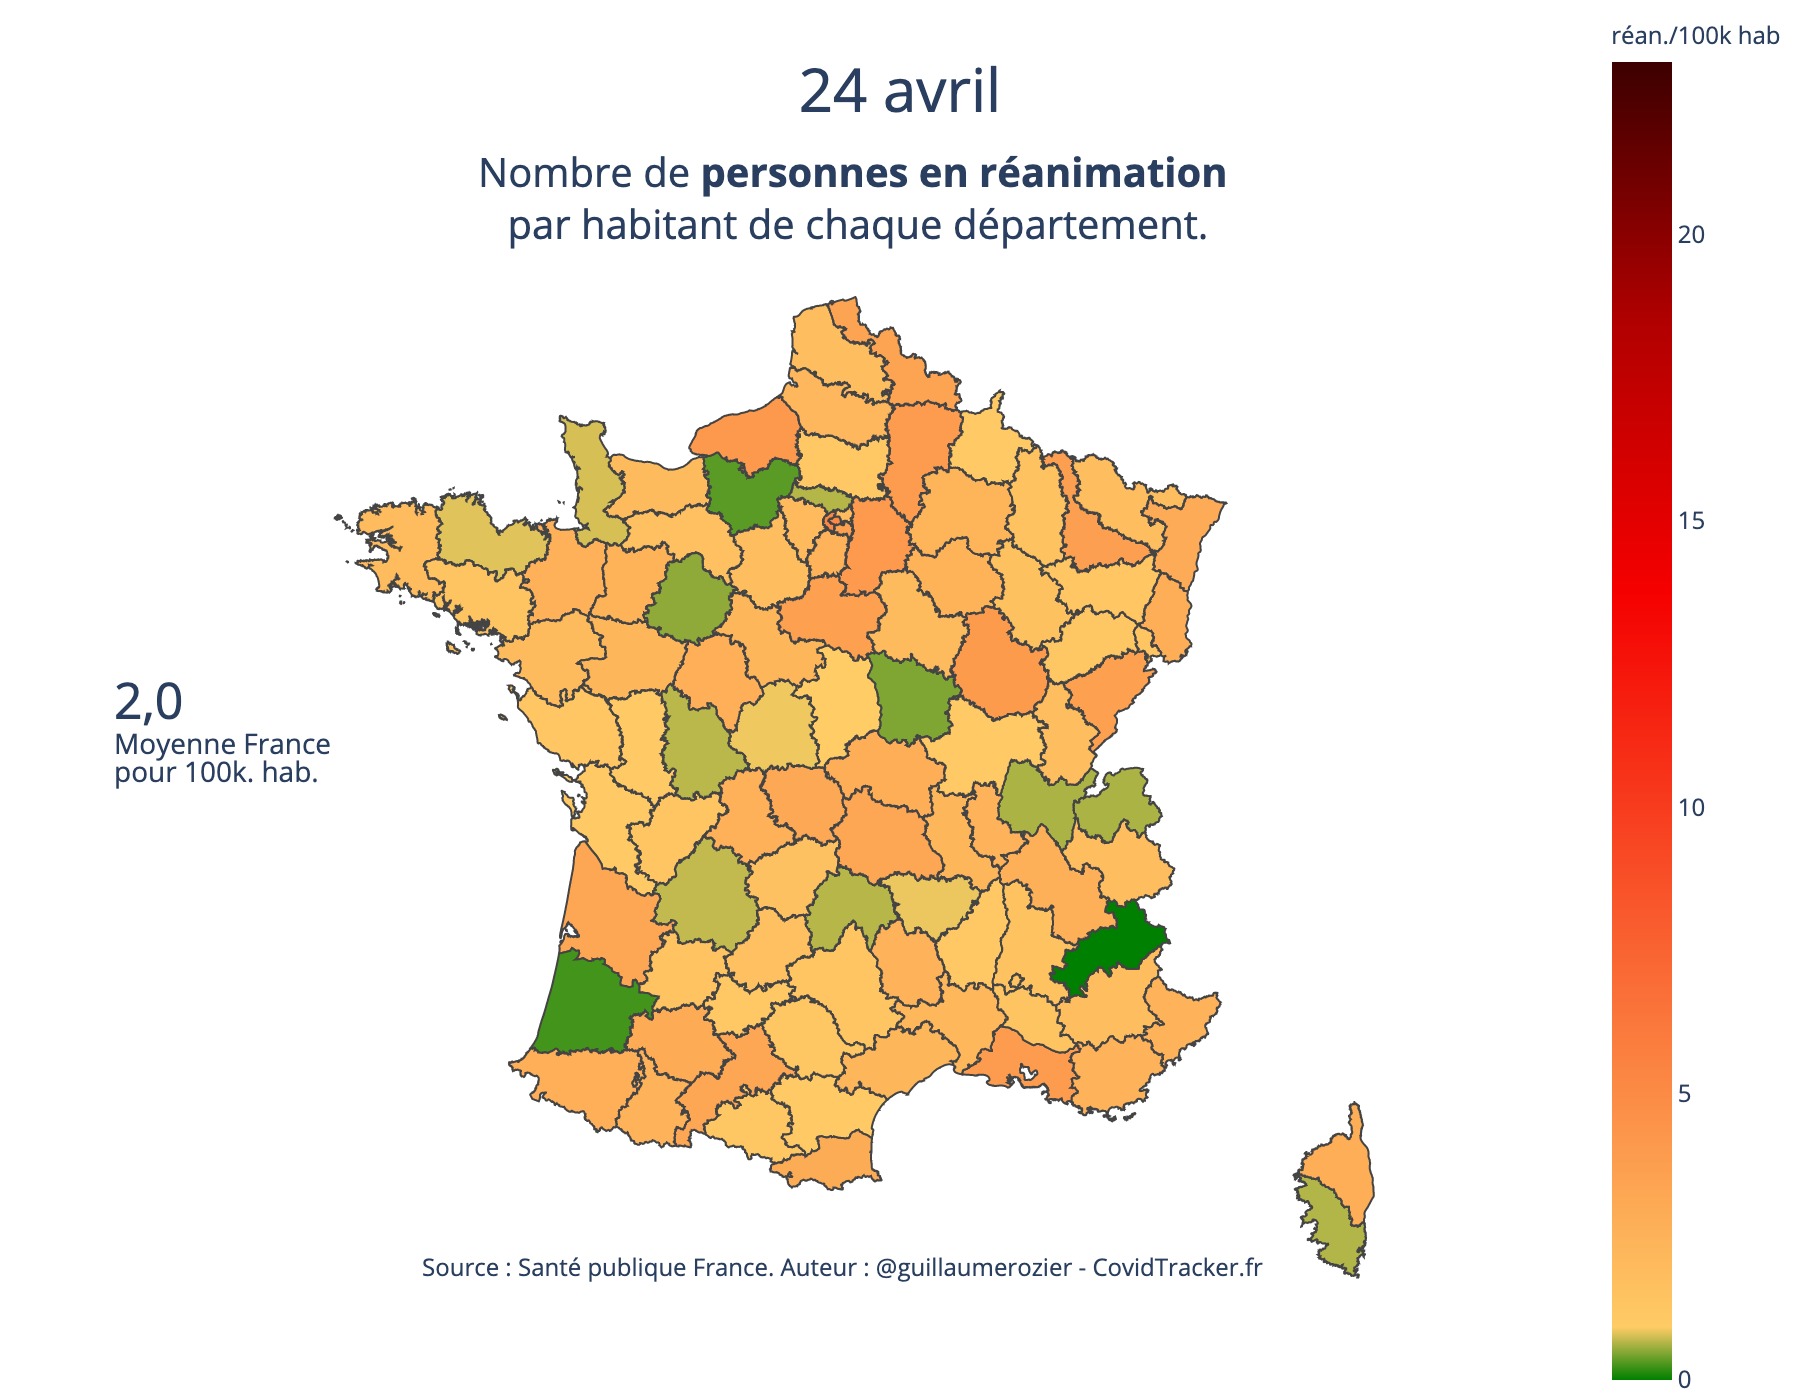 réan./100k hab
24 avril
Nombre de personnes en réanimation
par habitant de chaque département.
20
15
10
5
0
2,0
Moyenne France
pour 100k. hab.
Source : Santé publique France. Auteur : @guillaumerozier - CovidTracker.fr